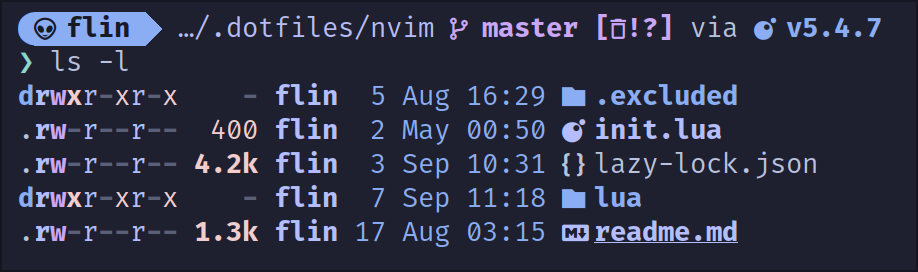 flin …/.dotfiles/nvim master [!?] via v5.4.7
❯ ls -l
drwxr-xr-x - flin 5 Aug 16:29 .excluded
.rw-r--r-- 400 flin 2 May 00:50 init.lua
.rw-r--r-- 4.2k flin 3 Sep 10:31 {} lazy-lock.json
drwxr-xr-x - flin 7 Sep 11:18 lua
.rw-r--r-- 1.3k flin 17 Aug 03:15 M↓ readme.md